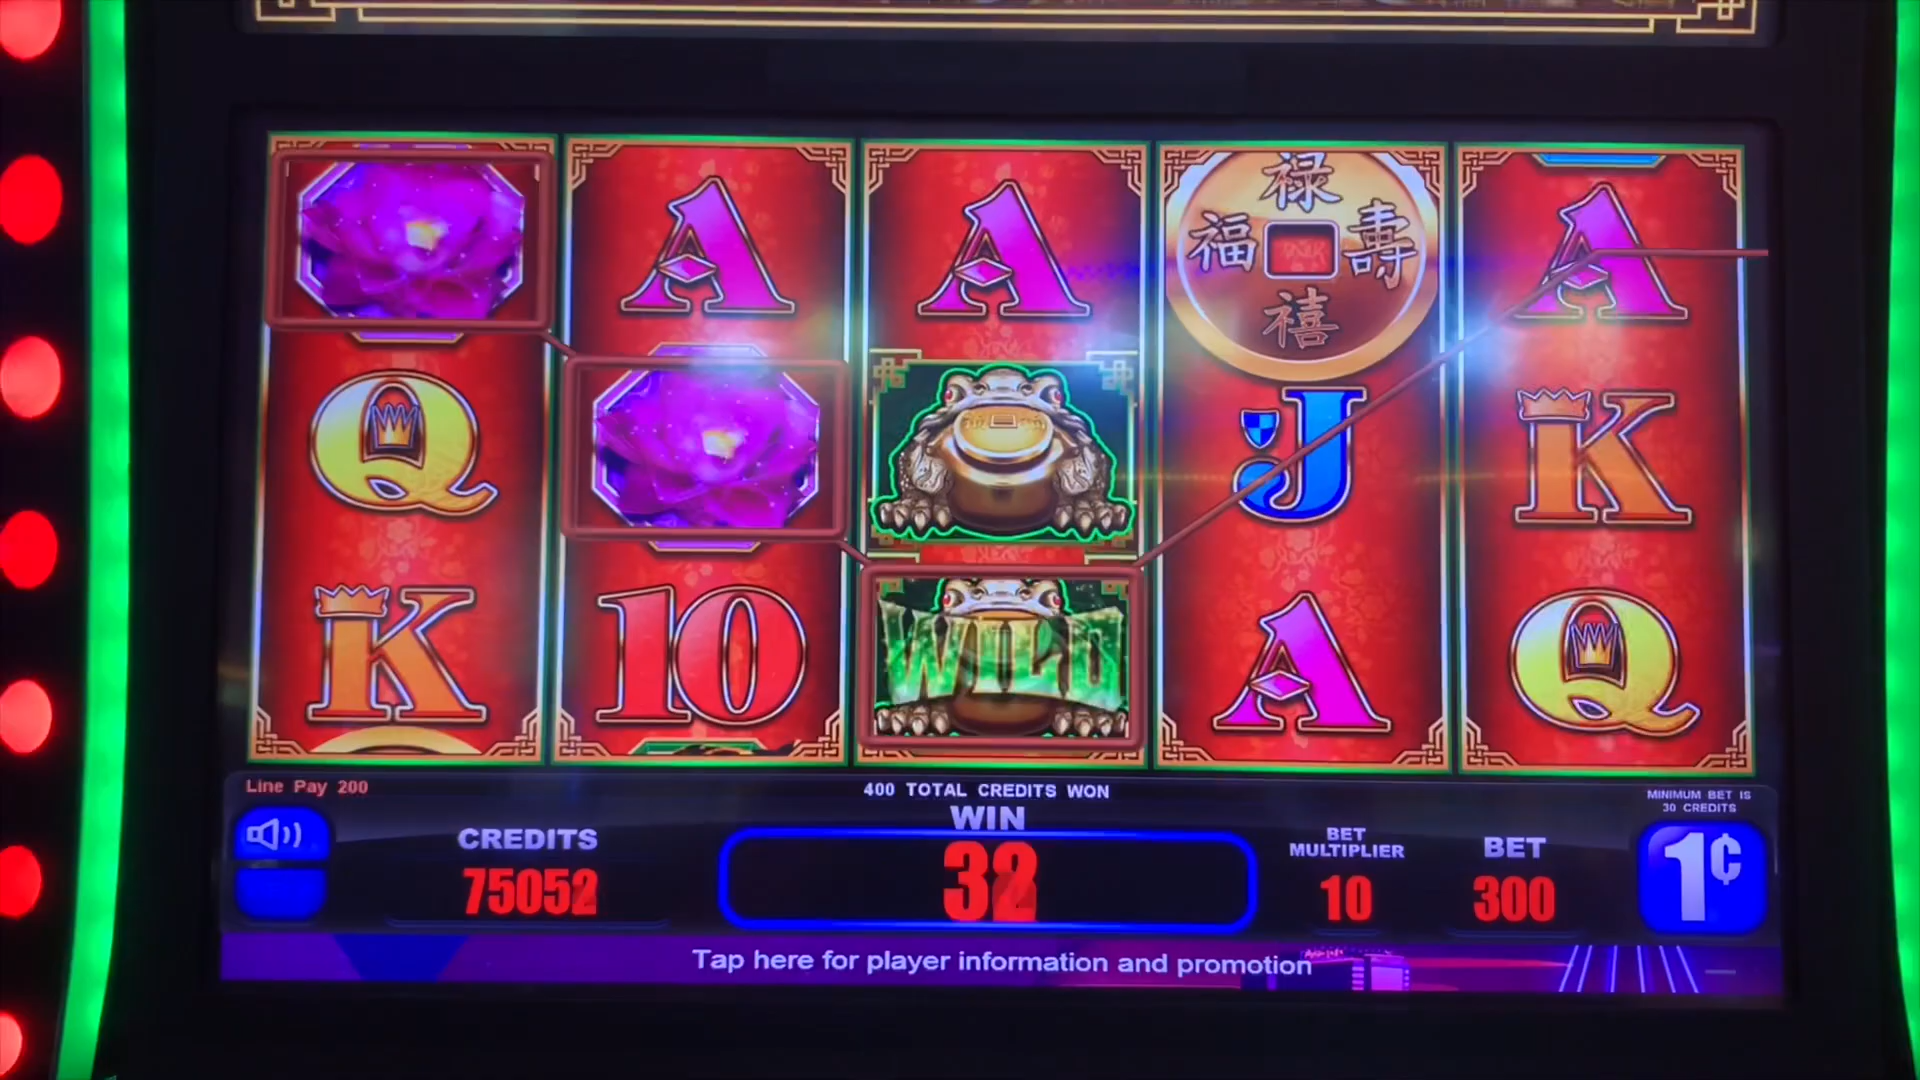 A A 禄 A
福 壽
禧
Q J K
WILD
K 10 A Q
Line Pay 200
400 TOTAL CREDITS WON
MINIMUM BET IS
30 CREDITS
WIN
CREDITS
75052
32
BET
MULTIPLIER
10
BET
300
1¢
Tap here for player information and promotion